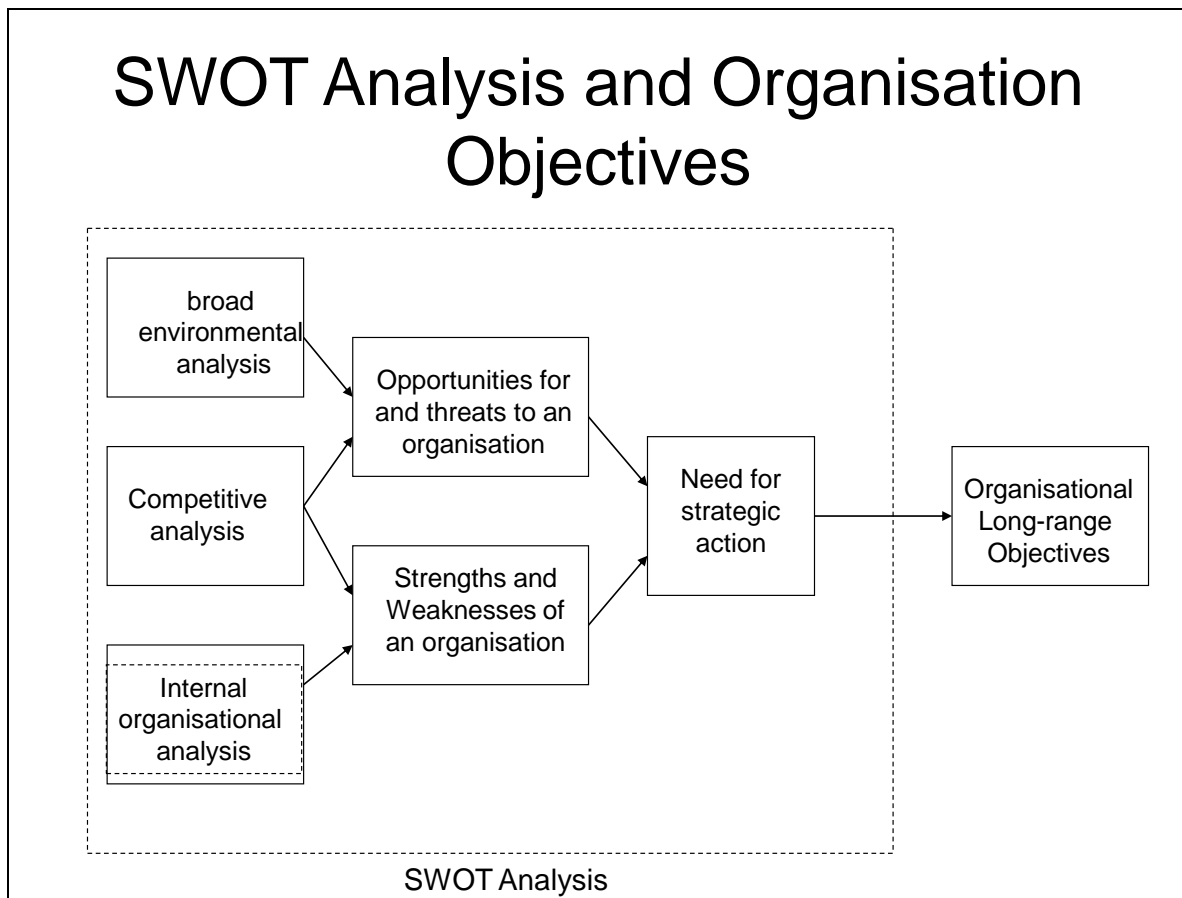 SWOT Analysis and Organisation
Objectives
broad
environmental
analysis
Opportunities for
and threats to an
organisation
Competitive
analysis
Need for
strategic
action
Organisational
Long-range
Objectives
Strengths and
Weaknesses of
an organisation
Internal
organisational
analysis
SWOT Analysis